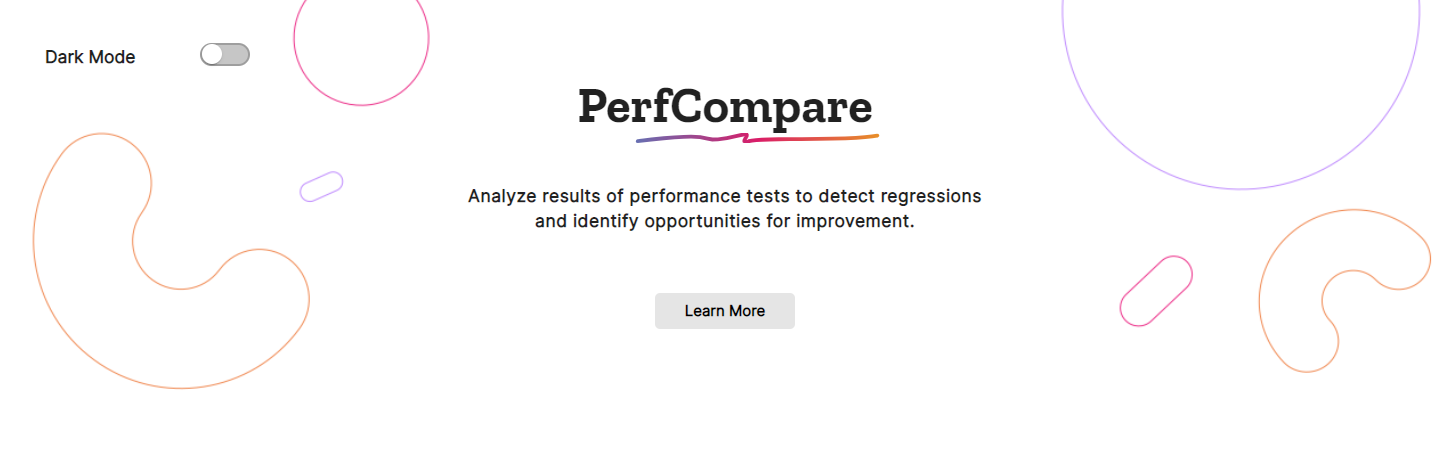 Dark Mode
PerfCompare
Analyze results of performance tests to detect regressions
and identify opportunities for improvement.
Learn More